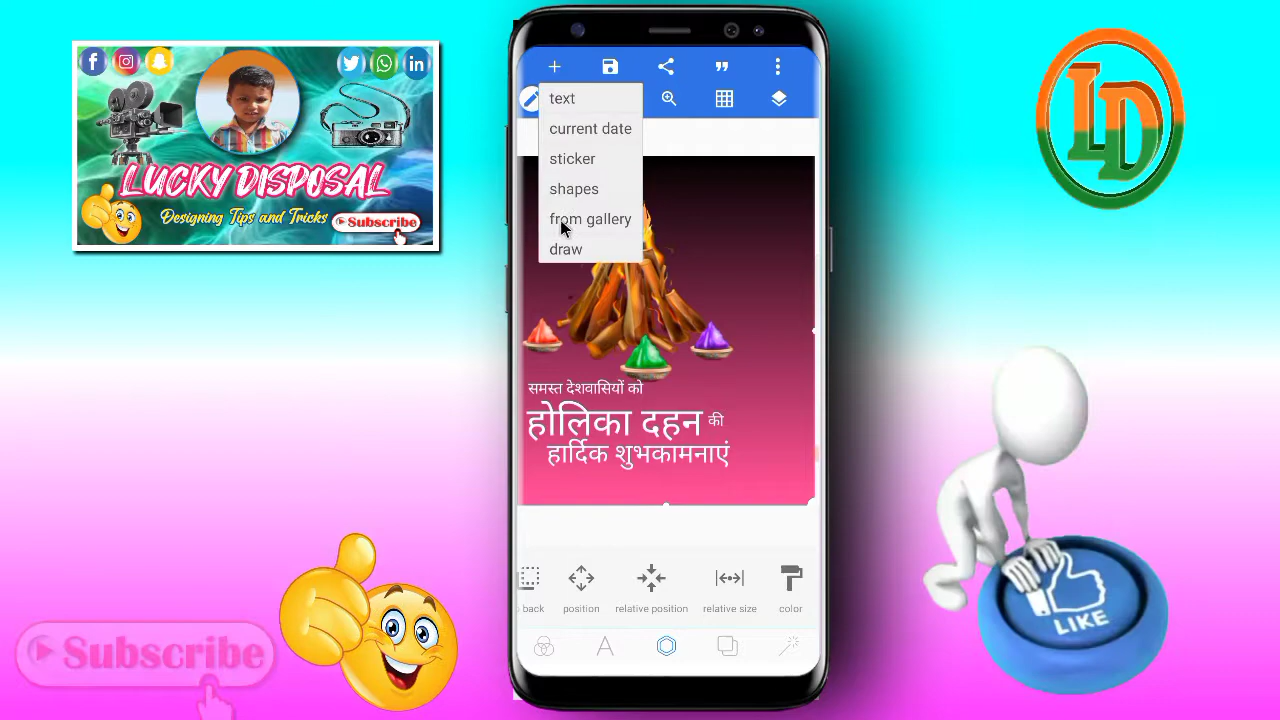 LUCKY DISPOSAL
Designing Tips and Tricks
Subscribe
text
current date
sticker
shapes
from gallery
draw
LD
समस्त देशवासियों को
होलिका दहन की
हार्दिक शुभकामनाएं
back
position
relative position
relative size
color
Subscribe
LIKE